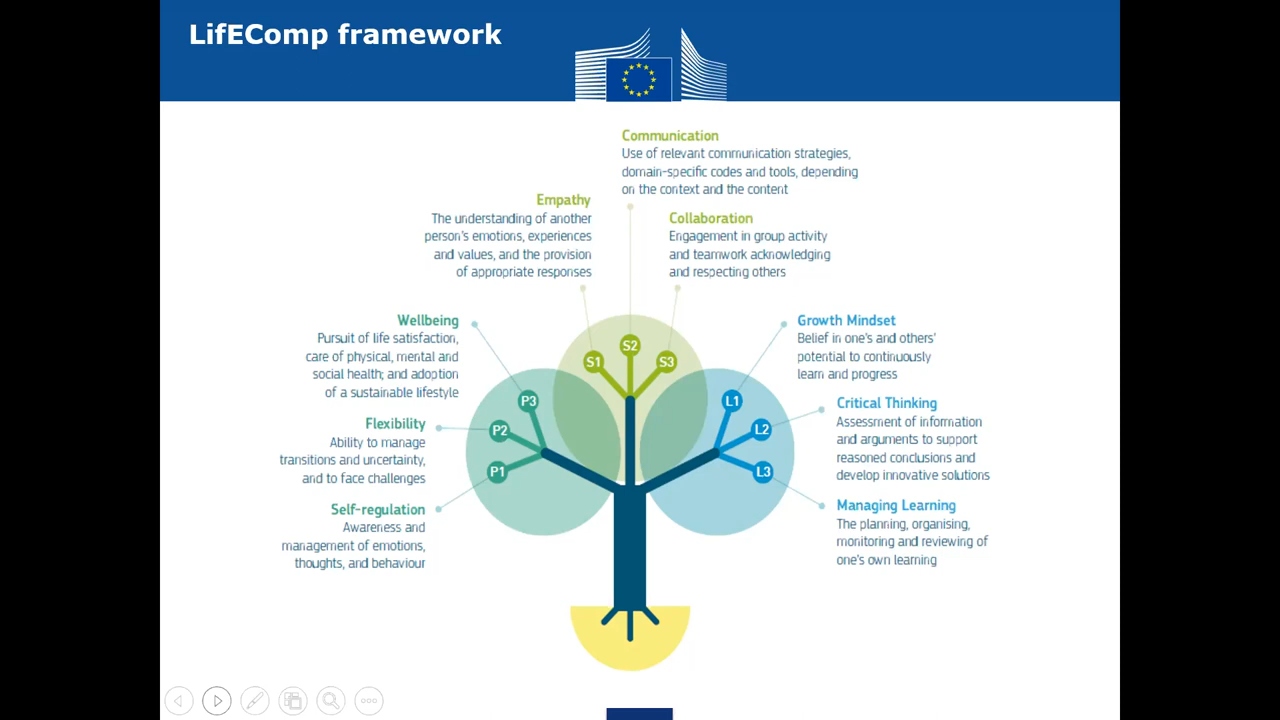 LifEComp framework
Communication
Use of relevant communication strategies,
domain-specific codes and tools, depending
on the context and the content
Empathy
The understanding of another
person's emotions, experiences
and values, and the provision
of appropriate responses
Collaboration
Engagement in group activity
and teamwork acknowledging
and respecting others
Wellbeing
Pursuit of life satisfaction,
care of physical, mental and
social health; and adoption
of a sustainable lifestyle
Flexibility
Ability to manage
transitions and uncertainty,
and to face challenges
Self-regulation
Awareness and
management of emotions,
thoughts, and behaviour
Growth Mindset
Belief in one's and others'
potential to continuously
learn and progress
Critical Thinking
Assessment of information
and arguments to support
reasoned conclusions and
develop innovative solutions
Managing Learning
The planning, organising,
monitoring and reviewing of
one's own learning
S1
S2
S3
P3
P2
P1
L1
L2
L3